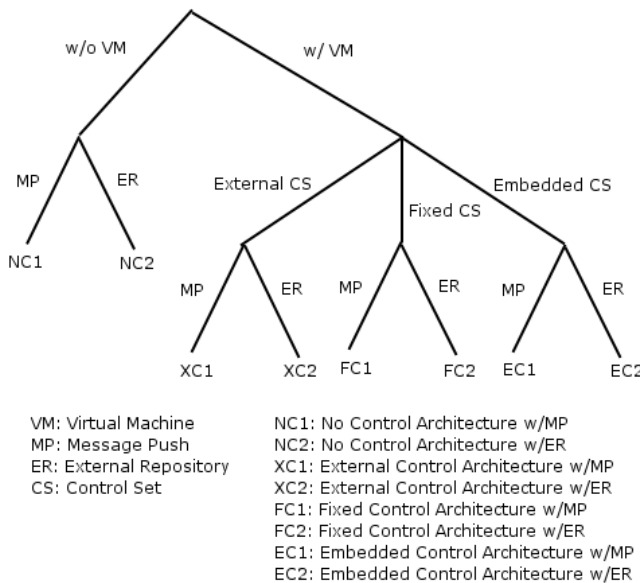 w/o VM
w/ VM
MP
ER
External CS
Fixed CS
Embedded CS
NC1
NC2
MP
ER
MP
ER
MP
ER
XC1
XC2
FC1
FC2
EC1
EC2
VM: Virtual Machine
MP: Message Push
ER: External Repository
CS: Control Set
NC1: No Control Architecture w/MP
NC2: No Control Architecture w/ER
XC1: External Control Architecture w/MP
XC2: External Control Architecture w/ER
FC1: Fixed Control Architecture w/MP
FC2: Fixed Control Architecture w/ER
EC1: Embedded Control Architecture w/MP
EC2: Embedded Control Architecture w/ER